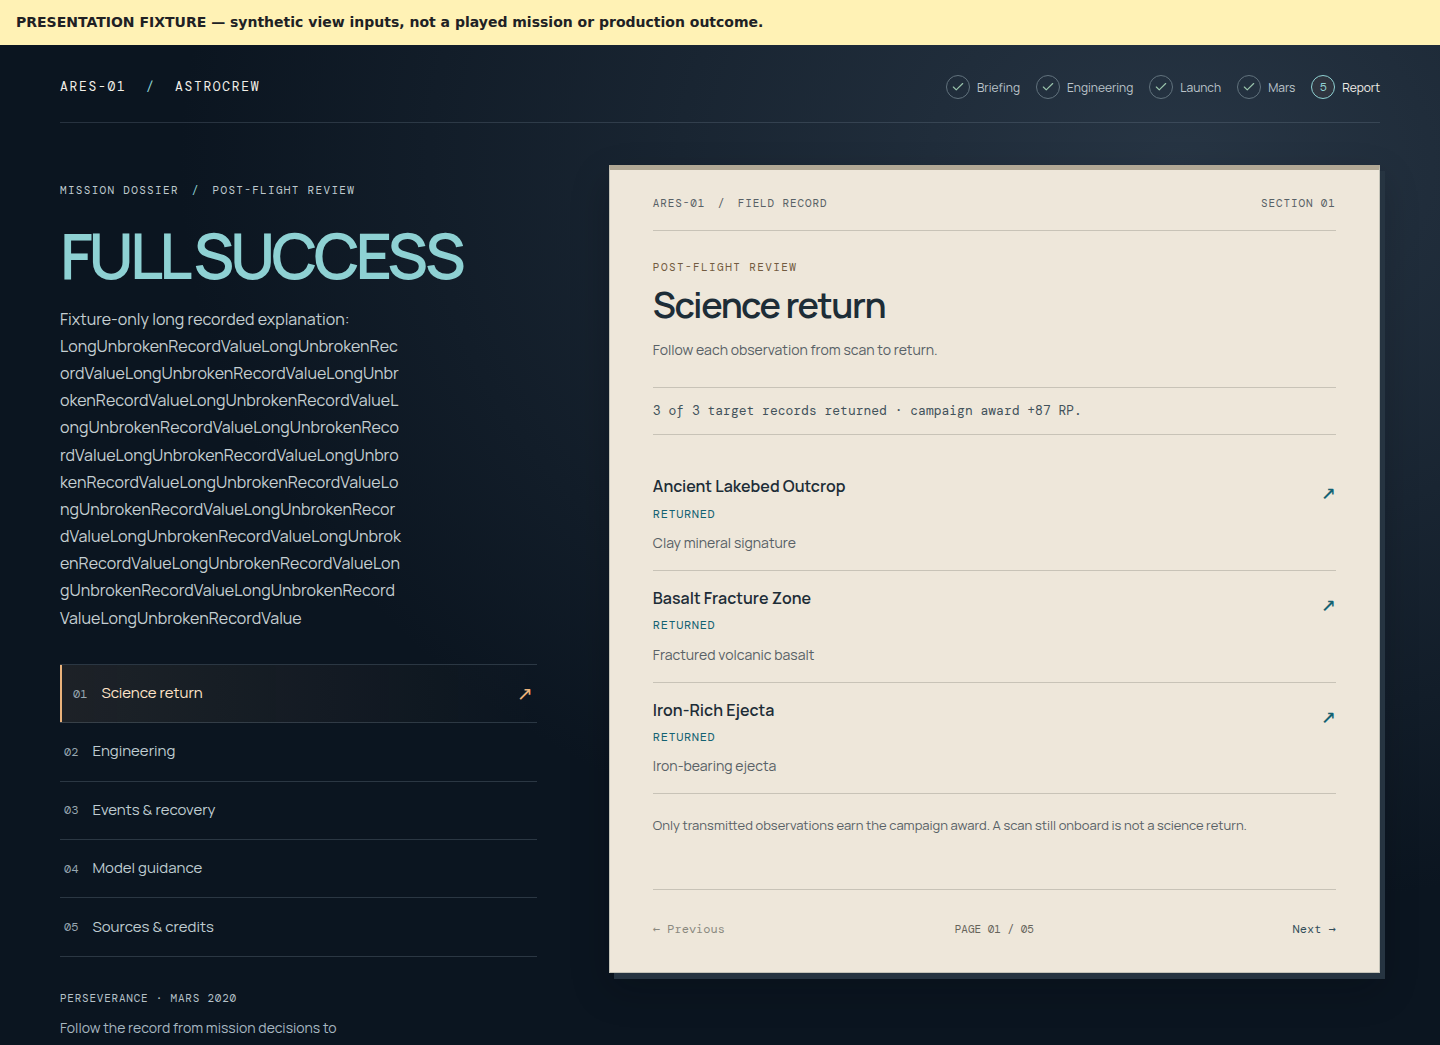 PRESENTATION FIXTURE — synthetic view inputs, not a played mission or production outcome.
ARES-01 / ASTROCREW
Briefing
Engineering
Launch
Mars
5 Report
MISSION DOSSIER / POST-FLIGHT REVIEW
FULL SUCCESS
Fixture-only long recorded explanation:
LongUnbrokenRecordValueLongUnbrokenRec
ordValueLongUnbrokenRecordValueLongUnbr
okenRecordValueLongUnbrokenRecordValueL
ongUnbrokenRecordValueLongUnbrokenReco
rdValueLongUnbrokenRecordValueLongUnbro
kenRecordValueLongUnbrokenRecordValueLo
ngUnbrokenRecordValueLongUnbrokenRecor
dValueLongUnbrokenRecordValueLongUnbrok
enRecordValueLongUnbrokenRecordValueLon
gUnbrokenRecordValueLongUnbrokenRecord
ValueLongUnbrokenRecordValue
01 Science return ↗
02 Engineering
03 Events & recovery
04 Model guidance
05 Sources & credits
PERSEVERANCE · MARS 2020
Follow the record from mission decisions to
ARES-01 / FIELD RECORD
SECTION 01
POST-FLIGHT REVIEW
Science return
Follow each observation from scan to return.
3 of 3 target records returned · campaign award +87 RP.
Ancient Lakebed Outcrop ↗
RETURNED
Clay mineral signature
Basalt Fracture Zone ↗
RETURNED
Fractured volcanic basalt
Iron-Rich Ejecta ↗
RETURNED
Iron-bearing ejecta
Only transmitted observations earn the campaign award. A scan still onboard is not a science return.
← Previous
PAGE 01 / 05
Next →